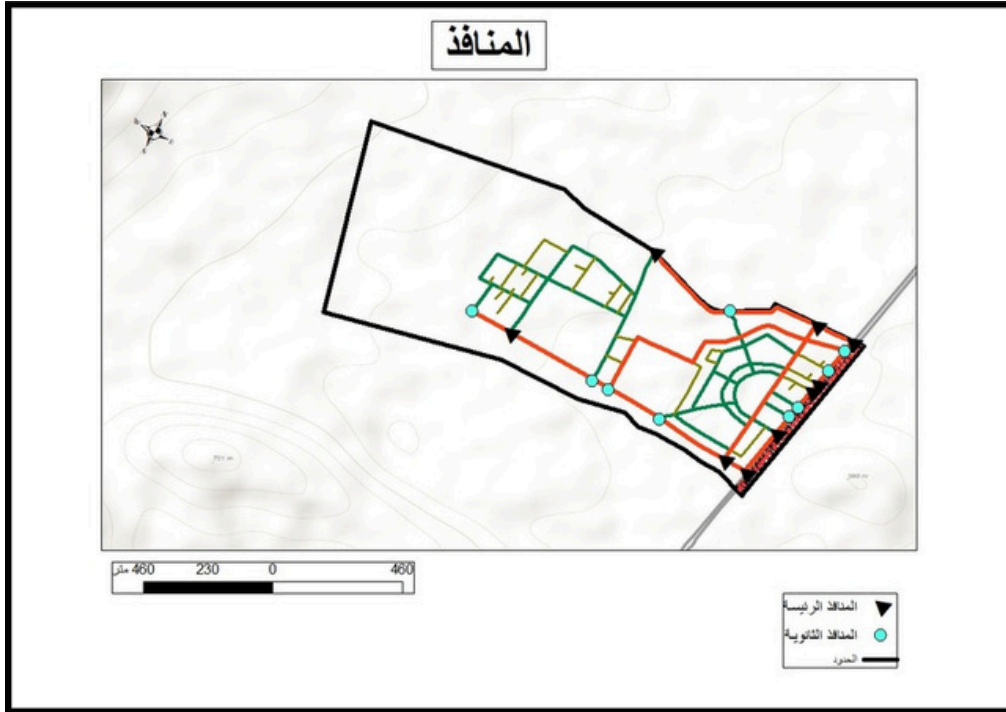 المنافذ
460 230 0 460 متر
المنافذ الرئيسة
المنافذ الثانوية
الحدود